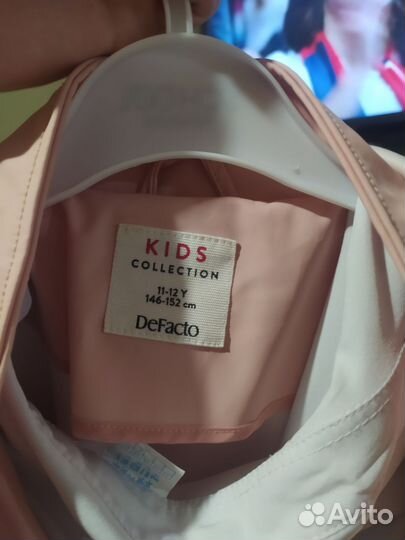 KIDS
COLLECTION
11-12 Y
146-152 cm
DeFacto
Avito